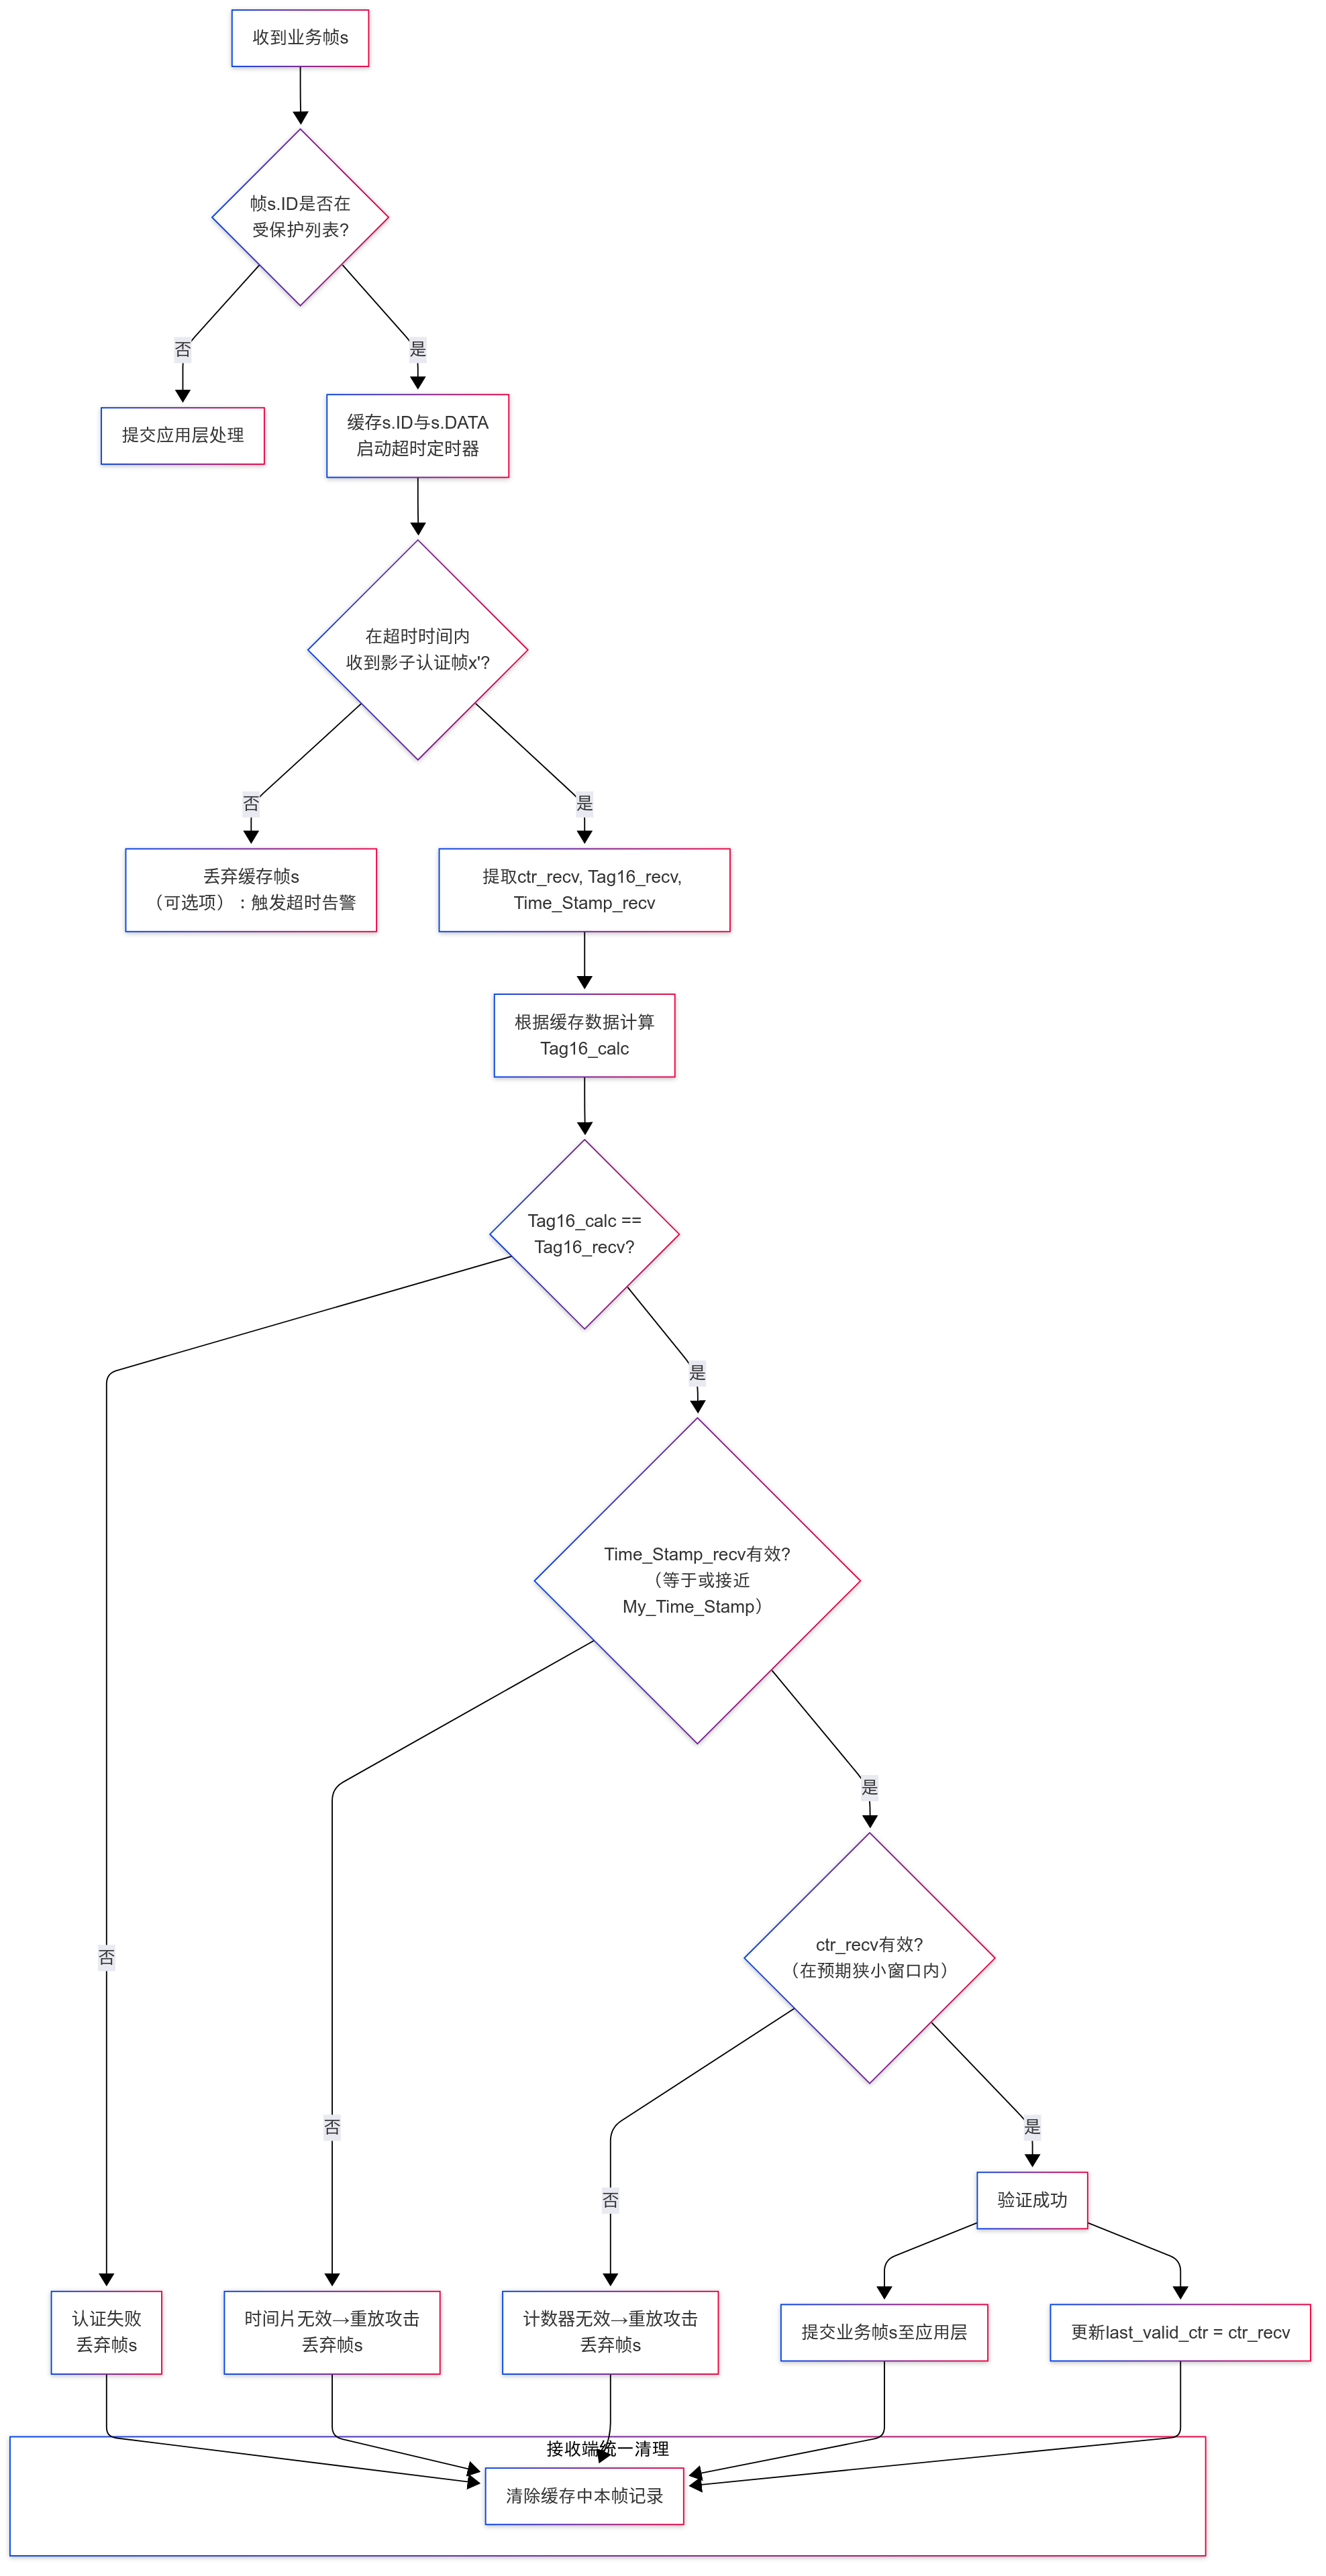 收到业务帧s
帧s.ID是否在
受保护列表?
否
是
提交应用层处理
缓存s.ID与s.DATA
启动超时定时器
在超时时间内
收到影子认证帧x'?
否
是
丢弃缓存帧s
（可选项）：触发超时告警
提取ctr_recv, Tag16_recv,
Time_Stamp_recv
根据缓存数据计算
Tag16_calc
Tag16_calc ==
Tag16_recv?
是
Time_Stamp_recv有效?
（等于或接近
My_Time_Stamp）
是
ctr_recv有效?
（在预期狭小窗口内）
否
否
是
否
验证成功
认证失败
丢弃帧s
时间片无效→重放攻击
丢弃帧s
计数器无效→重放攻击
丢弃帧s
提交业务帧s至应用层
更新last_valid_ctr = ctr_recv
接收端统一清理
清除缓存中本帧记录